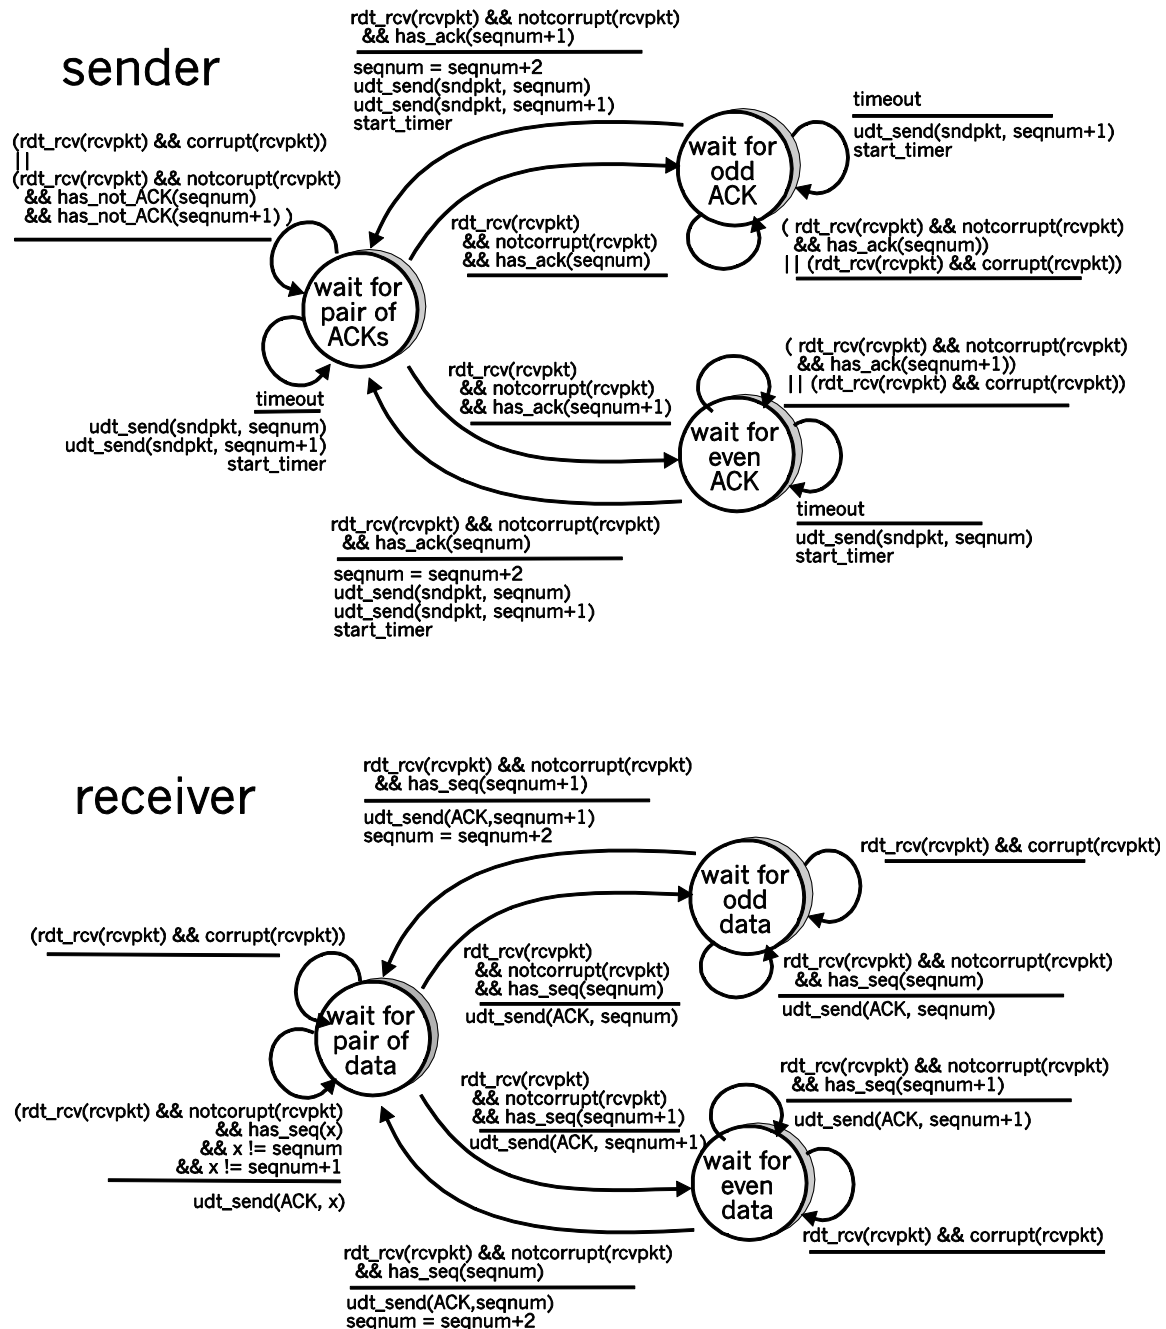 sender
rdt_rcv(rcvpkt) && notcorrupt(rcvpkt)
&& has_ack(seqnum+1)
seqnum = seqnum+2
udt_send(sndpkt, seqnum)
udt_send(sndpkt, seqnum+1)
start_timer
(rdt_rcv(rcvpkt) && corrupt(rcvpkt))
||
(rdt_rcv(rcvpkt) && notcorupt(rcvpkt)
&& has_not_ACK(seqnum)
&& has_not_ACK(seqnum+1) )
wait for
odd
ACK
timeout
udt_send(sndpkt, seqnum+1)
start_timer
rdt_rcv(rcvpkt)
&& notcorrupt(rcvpkt)
&& has_ack(seqnum)
( rdt_rcv(rcvpkt) && notcorrupt(rcvpkt)
&& has_ack(seqnum))
|| (rdt_rcv(rcvpkt) && corrupt(rcvpkt))
wait for
pair of
ACKs
timeout
udt_send(sndpkt, seqnum)
udt_send(sndpkt, seqnum+1)
start_timer
rdt_rcv(rcvpkt)
&& notcorrupt(rcvpkt)
&& has_ack(seqnum+1)
( rdt_rcv(rcvpkt) && notcorrupt(rcvpkt)
&& has_ack(seqnum+1))
|| (rdt_rcv(rcvpkt) && corrupt(rcvpkt))
wait for
even
ACK
timeout
udt_send(sndpkt, seqnum)
start_timer
rdt_rcv(rcvpkt) && notcorrupt(rcvpkt)
&& has_ack(seqnum)
seqnum = seqnum+2
udt_send(sndpkt, seqnum)
udt_send(sndpkt, seqnum+1)
start_timer
receiver
rdt_rcv(rcvpkt) && notcorrupt(rcvpkt)
&& has_seq(seqnum+1)
udt_send(ACK,seqnum+1)
seqnum = seqnum+2
wait for
odd
data
rdt_rcv(rcvpkt) && corrupt(rcvpkt)
(rdt_rcv(rcvpkt) && corrupt(rcvpkt))
rdt_rcv(rcvpkt)
&& notcorrupt(rcvpkt)
&& has_seq(seqnum)
udt_send(ACK, seqnum)
rdt_rcv(rcvpkt) && notcorrupt(rcvpkt)
&& has_seq(seqnum)
udt_send(ACK, seqnum)
wait for
pair of
data
(rdt_rcv(rcvpkt) && notcorupt(rcvpkt)
&& has_seq(x)
&& x != seqnum
&& x != seqnum+1
udt_send(ACK, x)
rdt_rcv(rcvpkt)
&& notcorrupt(rcvpkt)
&& has_seq(seqnum+1)
udt_send(ACK, seqnum+1)
rdt_rcv(rcvpkt) && notcorrupt(rcvpkt)
&& has_seq(seqnum+1)
udt_send(ACK, seqnum+1)
wait for
even
data
rdt_rcv(rcvpkt) && corrupt(rcvpkt)
rdt_rcv(rcvpkt) && notcorrupt(rcvpkt)
&& has_seq(seqnum)
udt_send(ACK,seqnum)
seqnum = seqnum+2